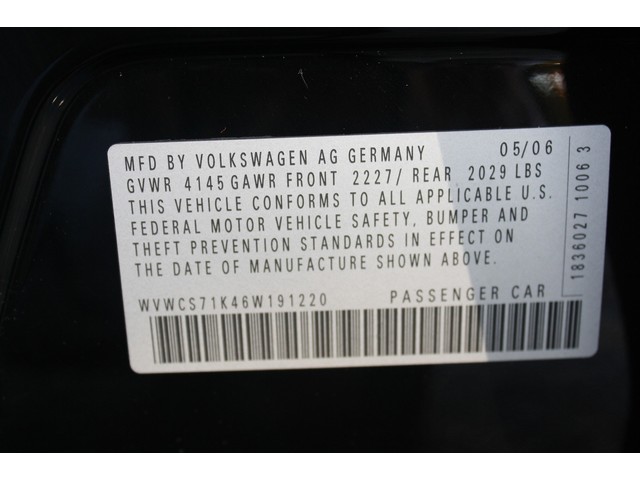 MFD BY VOLKSWAGEN AG GERMANY 05/06
GVWR 4145 GAWR FRONT 2227/ REAR 2029 LBS
THIS VEHICLE CONFORMS TO ALL APPLICABLE U.S.
FEDERAL MOTOR VEHICLE SAFETY, BUMPER AND
THEFT PREVENTION STANDARDS IN EFFECT ON
THE DATE OF MANUFACTURE SHOWN ABOVE.
WVWCS71K46W191220 PASSENGER CAR
1836027 10063